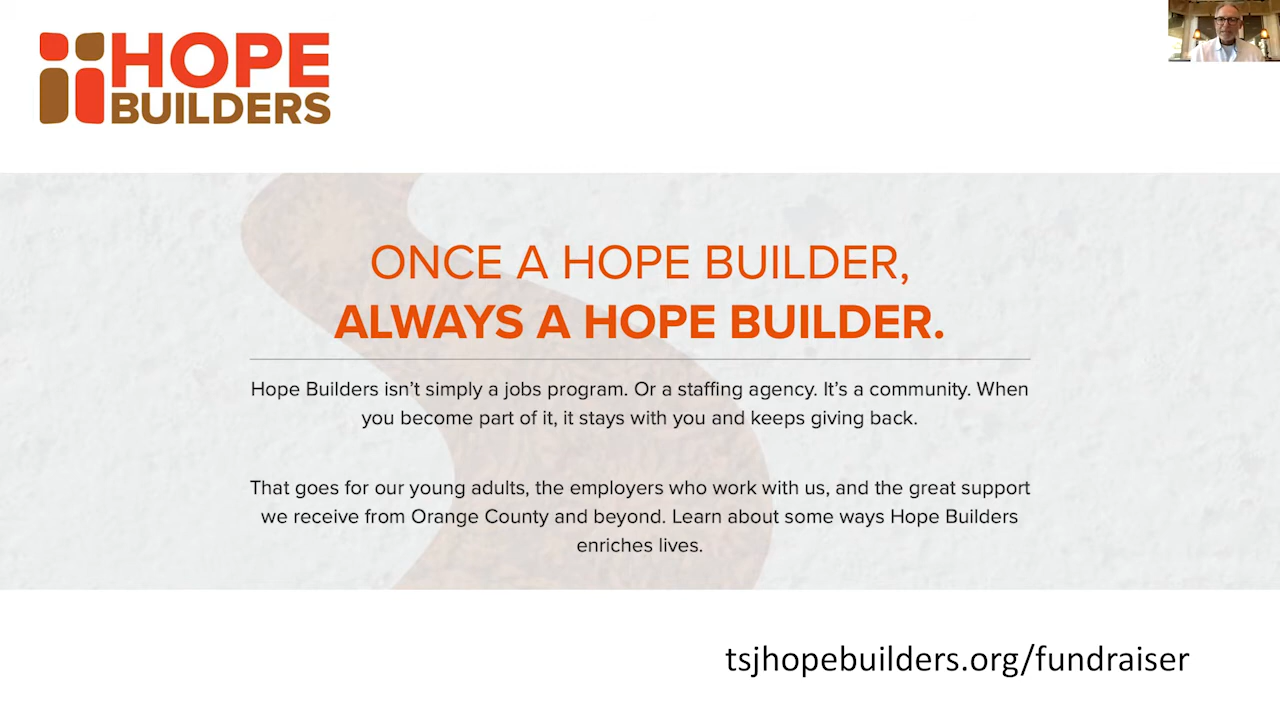 HOPE
BUILDERS
ONCE A HOPE BUILDER,
ALWAYS A HOPE BUILDER.
Hope Builders isn’t simply a jobs program. Or a staffing agency. It’s a community. When
you become part of it, it stays with you and keeps giving back.
That goes for our young adults, the employers who work with us, and the great support
we receive from Orange County and beyond. Learn about some ways Hope Builders
enriches lives.
tsjhopebuilders.org/fundraiser